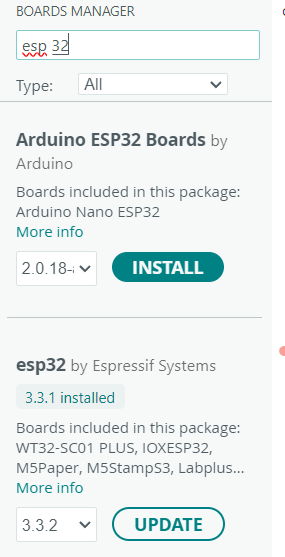 BOARDS MANAGER
esp 32
Type: All
Arduino ESP32 Boards by
Arduino
Boards included in this package:
Arduino Nano ESP32
More info
2.0.18-
INSTALL
esp32 by Espressif Systems
3.3.1 installed
Boards included in this package:
WT32-SC01 PLUS, IOXESP32,
M5Paper, M5StampS3, Labplus...
More info
3.3.2
UPDATE